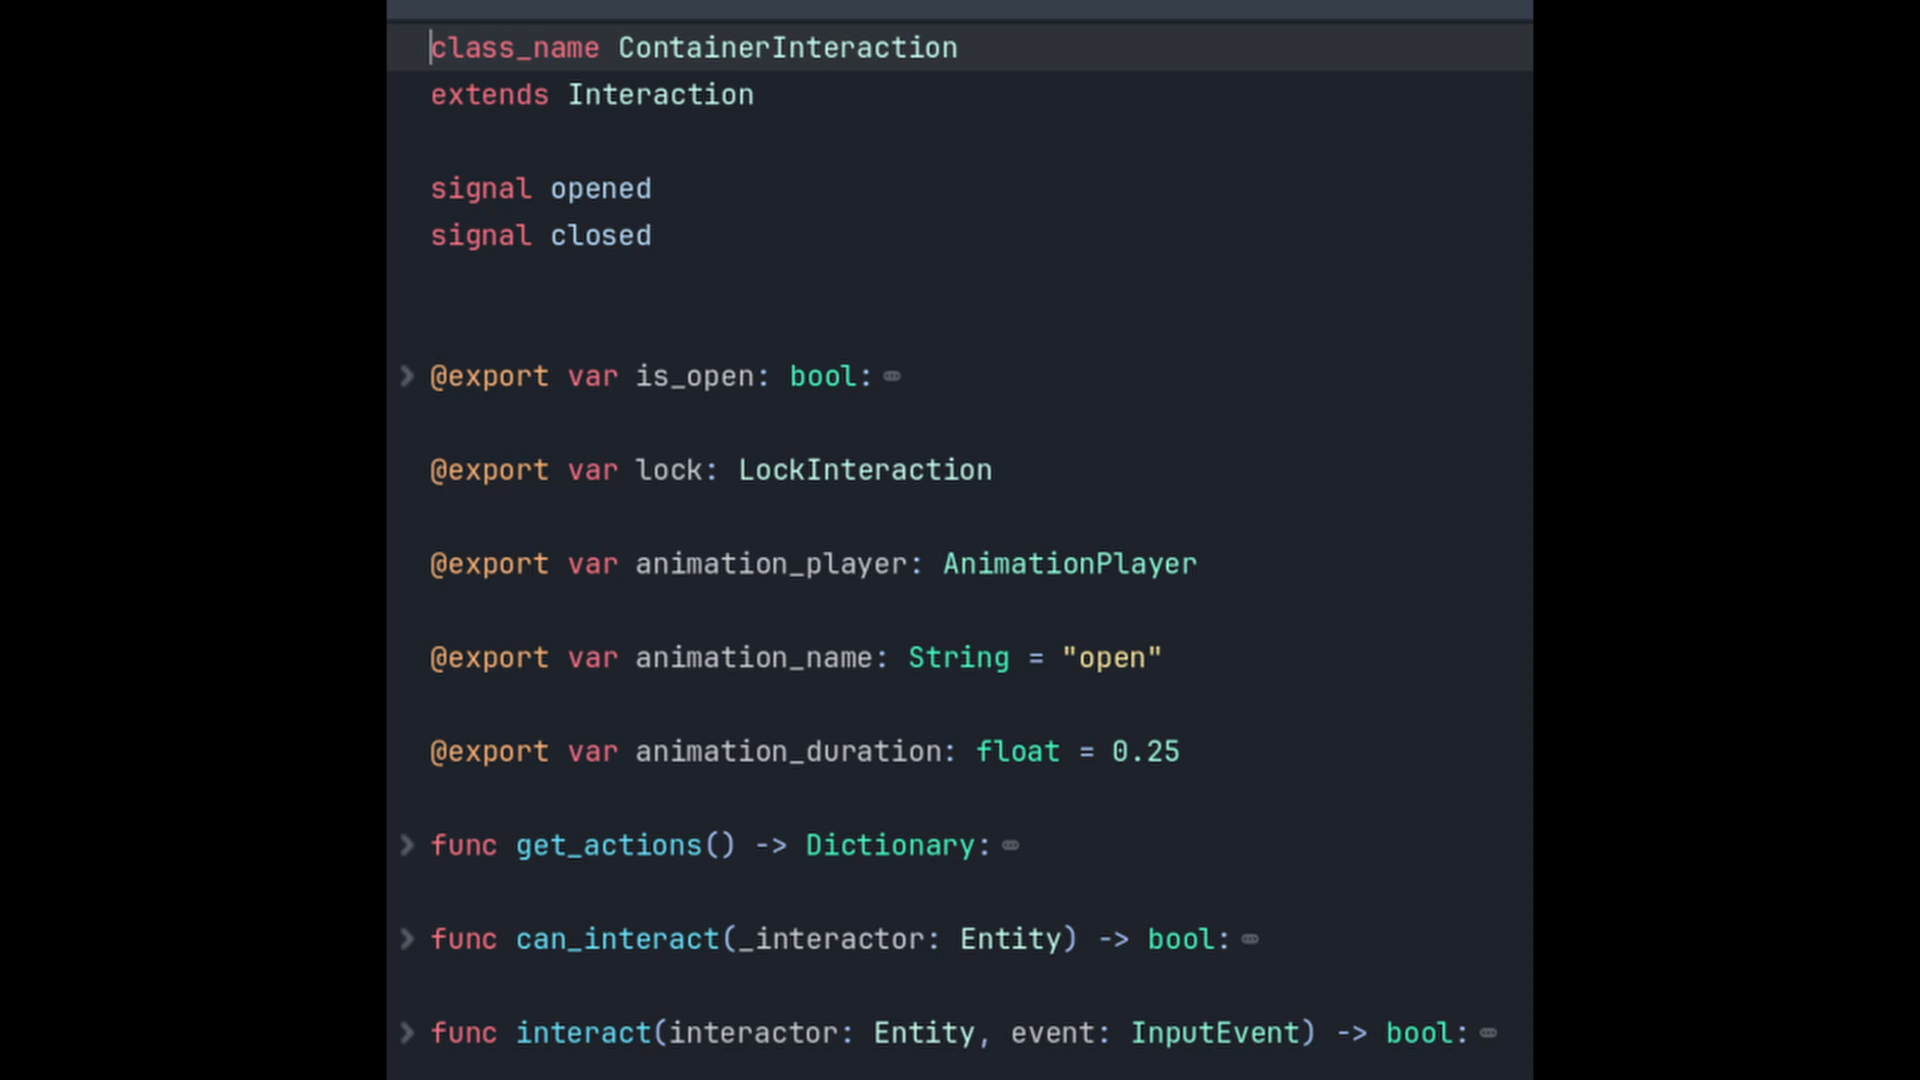 class_name ContainerInteraction
extends Interaction
signal opened
signal closed
@export var is_open: bool:
@export var lock: LockInteraction
@export var animation_player: AnimationPlayer
@export var animation_name: String = "open"
@export var animation_duration: float = 0.25
func get_actions() -> Dictionary:
func can_interact(_interactor: Entity) -> bool:
func interact(interactor: Entity, event: InputEvent) -> bool: